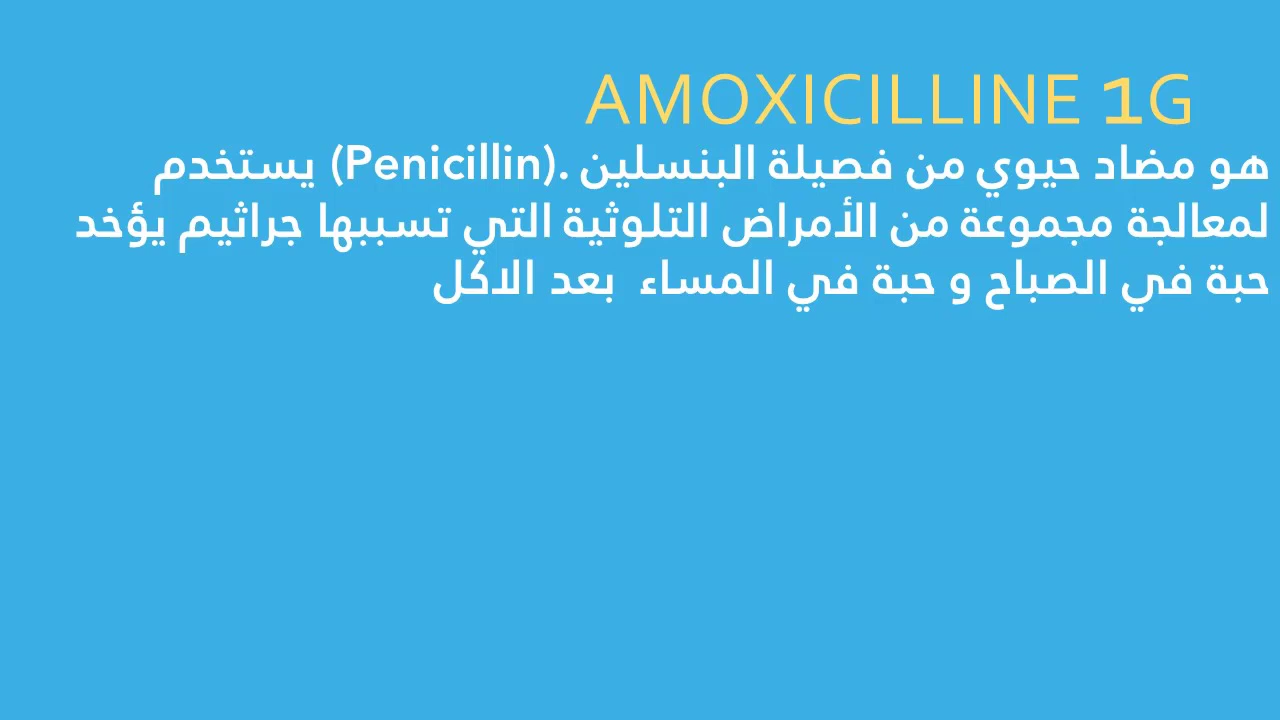 AMOXICILLINE 1G
هو مضاد حيوي من فصيلة البنسلين .(Penicillin) يستخدم
لمعالجة مجموعة من الأمراض التلوثية التي تسببها جراثيم يؤخد
حبة في الصباح و حبة في المساء  بعد الاكل